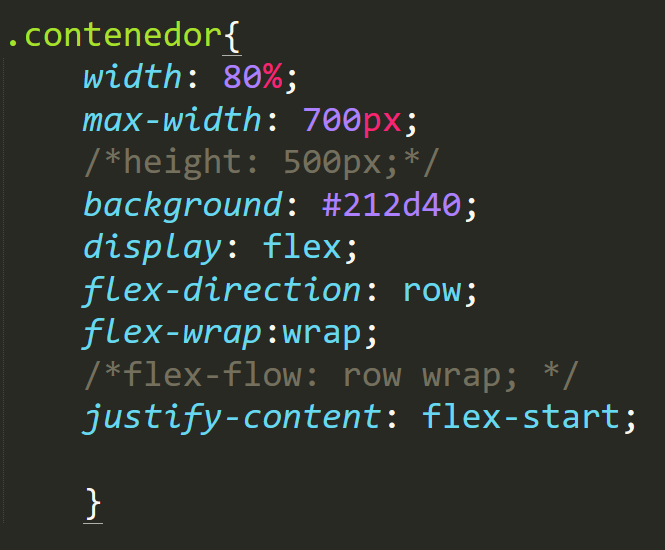 .contenedor{
width: 80%;
max-width: 700px;
/*height: 500px;*/
background: #212d40;
display: flex;
flex-direction: row;
flex-wrap:wrap;
/*flex-flow: row wrap; */
justify-content: flex-start;
}